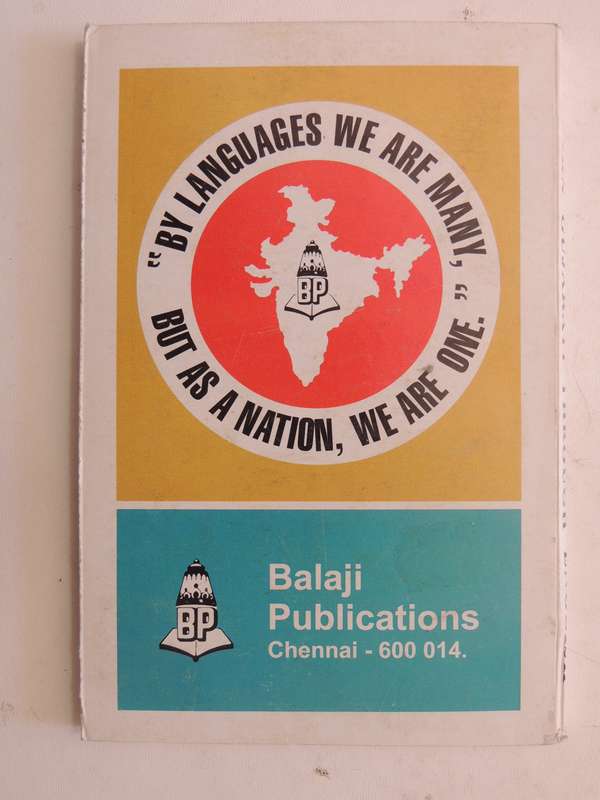 “BY LANGUAGES WE ARE MANY,
BUT AS A NATION, WE ARE ONE.”
BP
BP
Balaji
Publications
Chennai - 600 014.